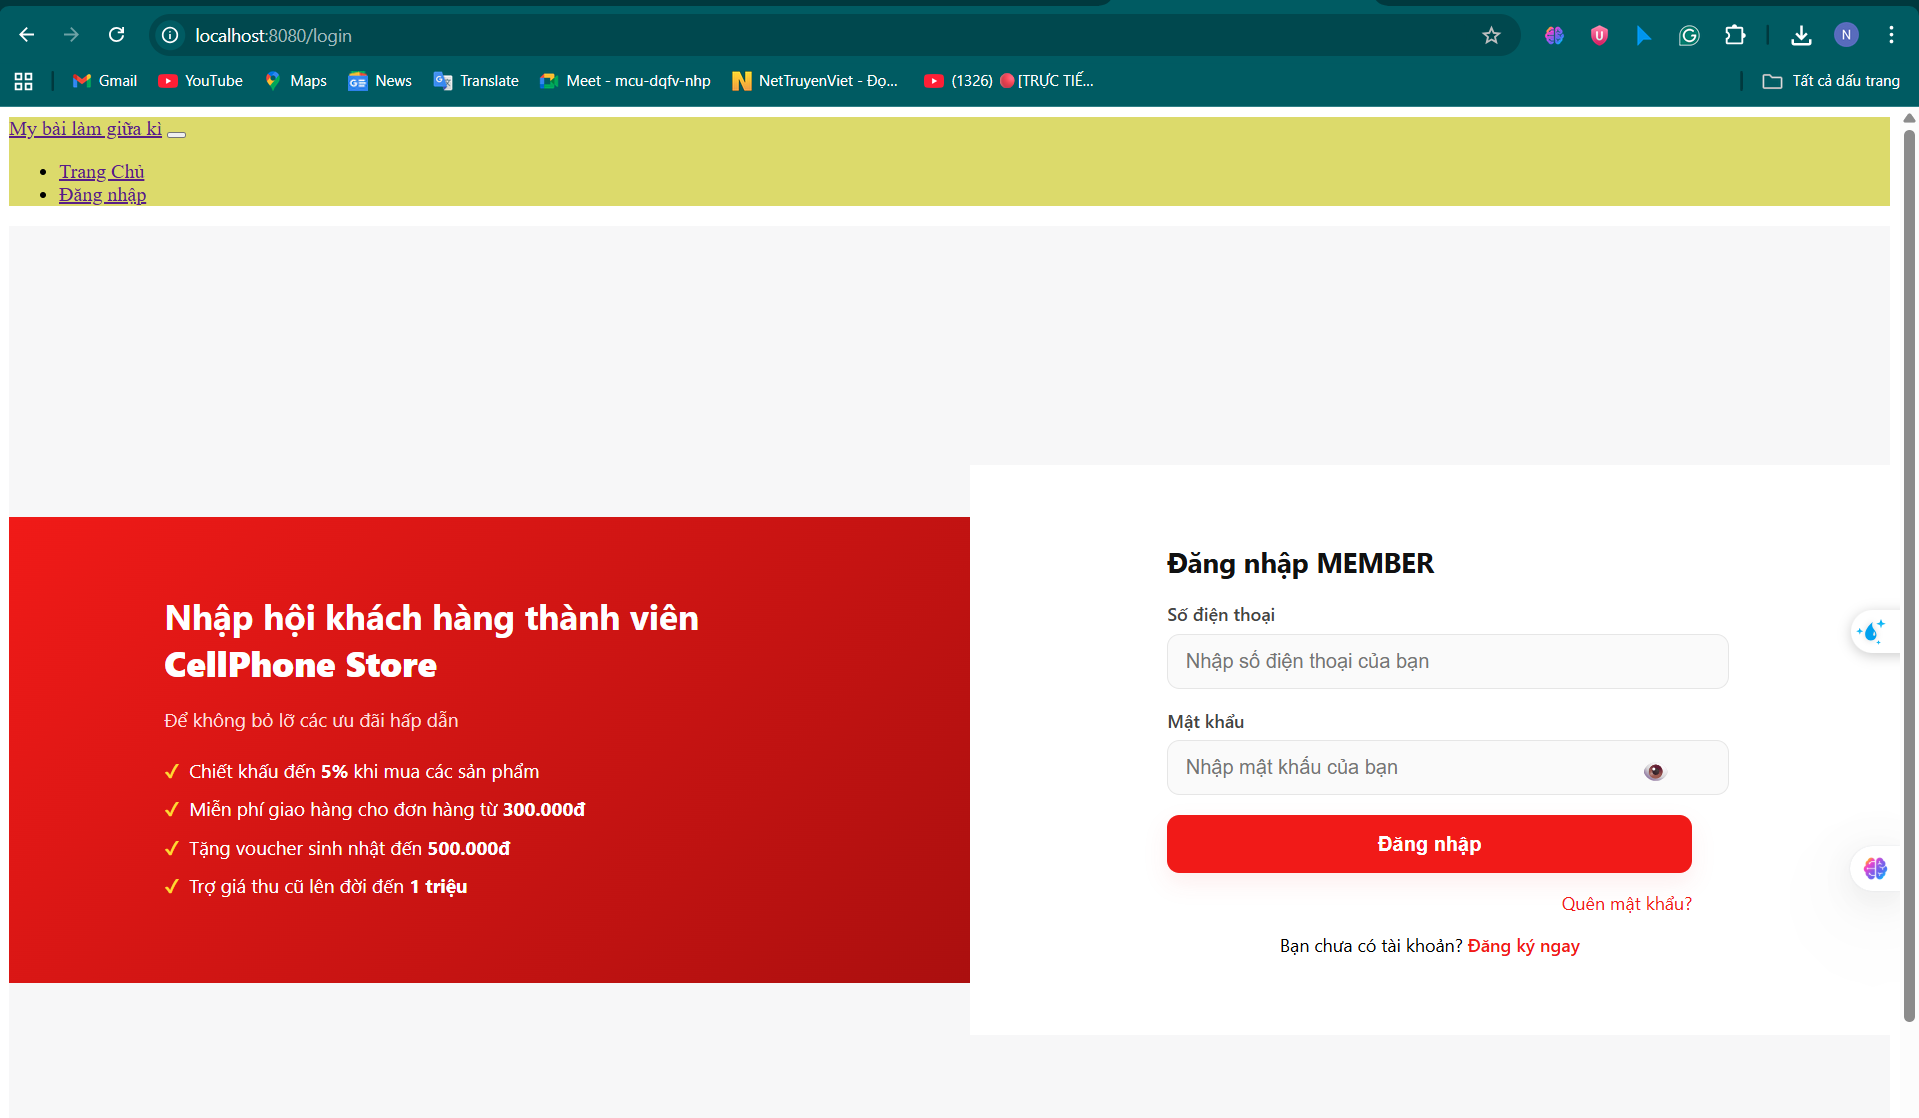 localhost:8080/login
N
Gmail
YouTube
Maps
News
Translate
Meet - mcu-dqfv-nhp
NetTruyenViet - Đọ...
(1326) 🔴[TRỰC TIẾ...
Tất cả dấu trang
My bài làm giữa kì
Trang Chủ
Đăng nhập
Nhập hội khách hàng thành viên
CellPhone Store
Để không bỏ lỡ các ưu đãi hấp dẫn
✓ Chiết khấu đến 5% khi mua các sản phẩm
✓ Miễn phí giao hàng cho đơn hàng từ 300.000đ
✓ Tặng voucher sinh nhật đến 500.000đ
✓ Trợ giá thu cũ lên đời đến 1 triệu
Đăng nhập MEMBER
Số điện thoại
Nhập số điện thoại của bạn
Mật khẩu
Nhập mật khẩu của bạn
Đăng nhập
Quên mật khẩu?
Bạn chưa có tài khoản? Đăng ký ngay